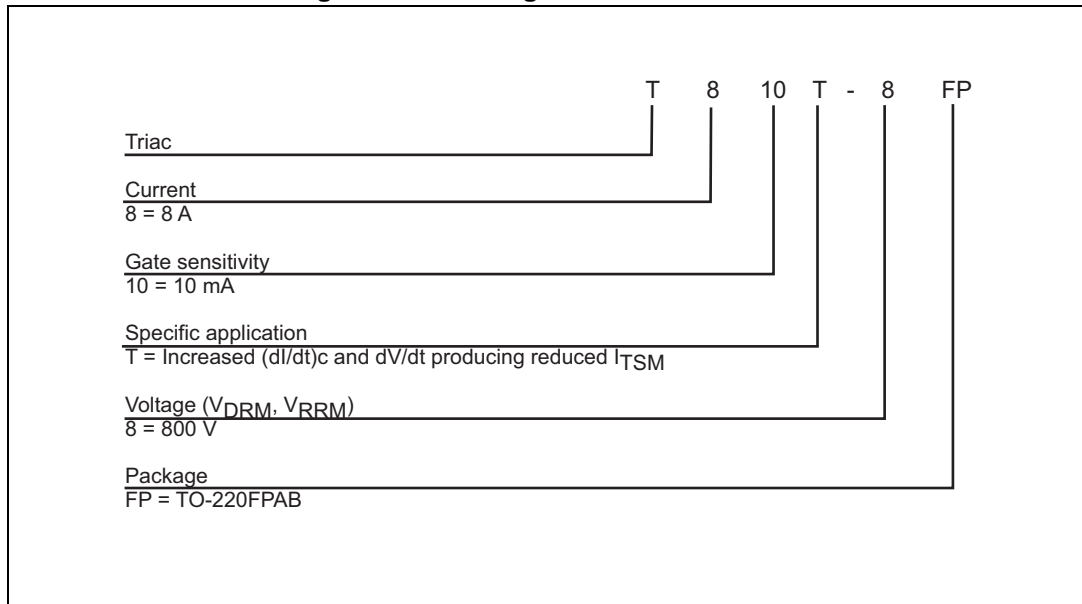 T 8 10 T - 8 FP
Triac
Current
8 = 8 A
Gate sensitivity
10 = 10 mA
Specific application
T = Increased (dI/dt)c and dV/dt producing reduced ITSM
Voltage (VDRM, VRRM)
8 = 800 V
Package
FP = TO-220FPAB